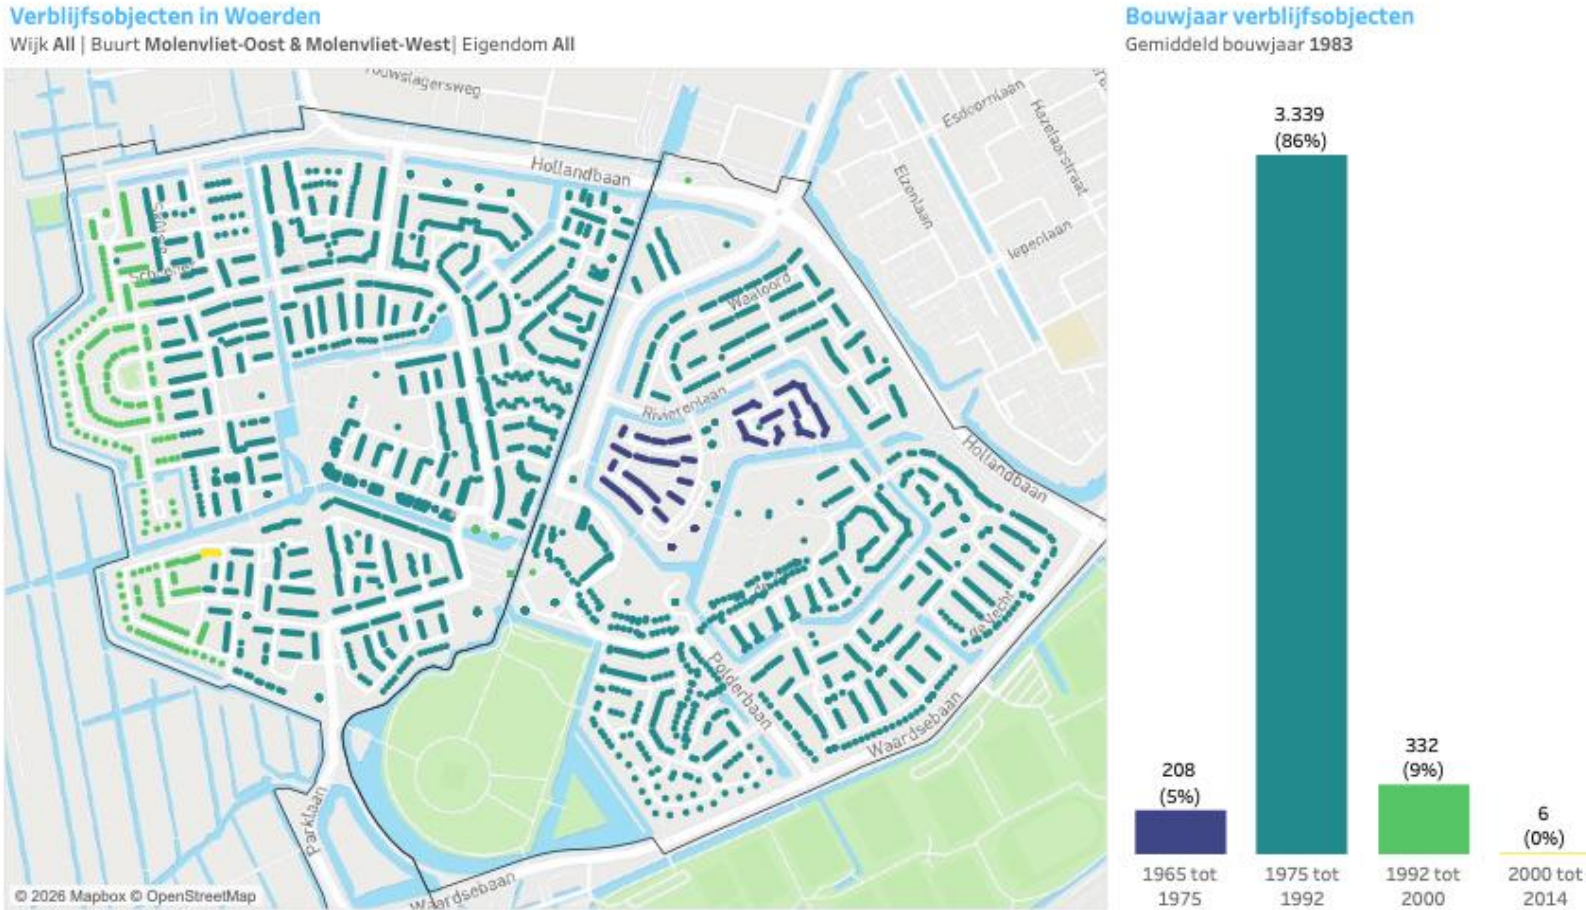 Verblijfsobjecten in Woerden
Wijk All | Buurt Molenvliet-Oost & Molenvliet-West| Eigendom All
Bouwjaar verblijfsobjecten
Gemiddeld bouwjaar 1983
Esdoornlaan
Hazelaarstraat
Hollandbaan
Eizenlaan
Iepenlaan
Waaloord
Rivierenlaan
Hollandbaan
de Vecht
Polderbaan
Waardsebaan
Parklaan
Waardsebaan
© 2026 Mapbox © OpenStreetMap
3.339
(86%)
208
(5%)
332
(9%)
6
(0%)
1965 tot
1975
1975 tot
1992
1992 tot
2000
2000 tot
2014